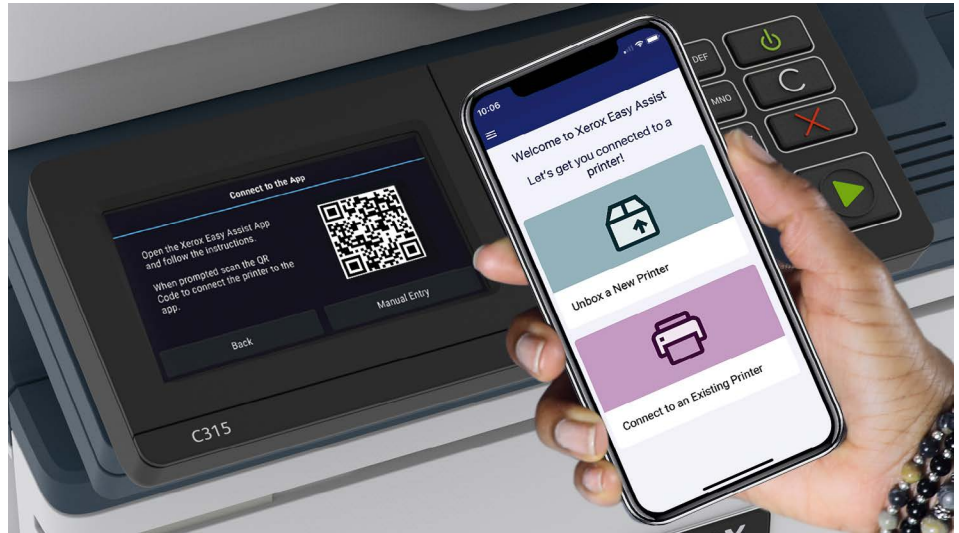 Connect to the App
Open the Xerox Easy Assist App
and follow the instructions.
When prompted scan the QR
Code to connect the printer to the
app.
Back
Manual Entry
C315
10:06
Welcome to Xerox Easy Assist
Let's get you connected to a
printer!
Unbox a New Printer
Connect to an Existing Printer
DEF
MNO
C